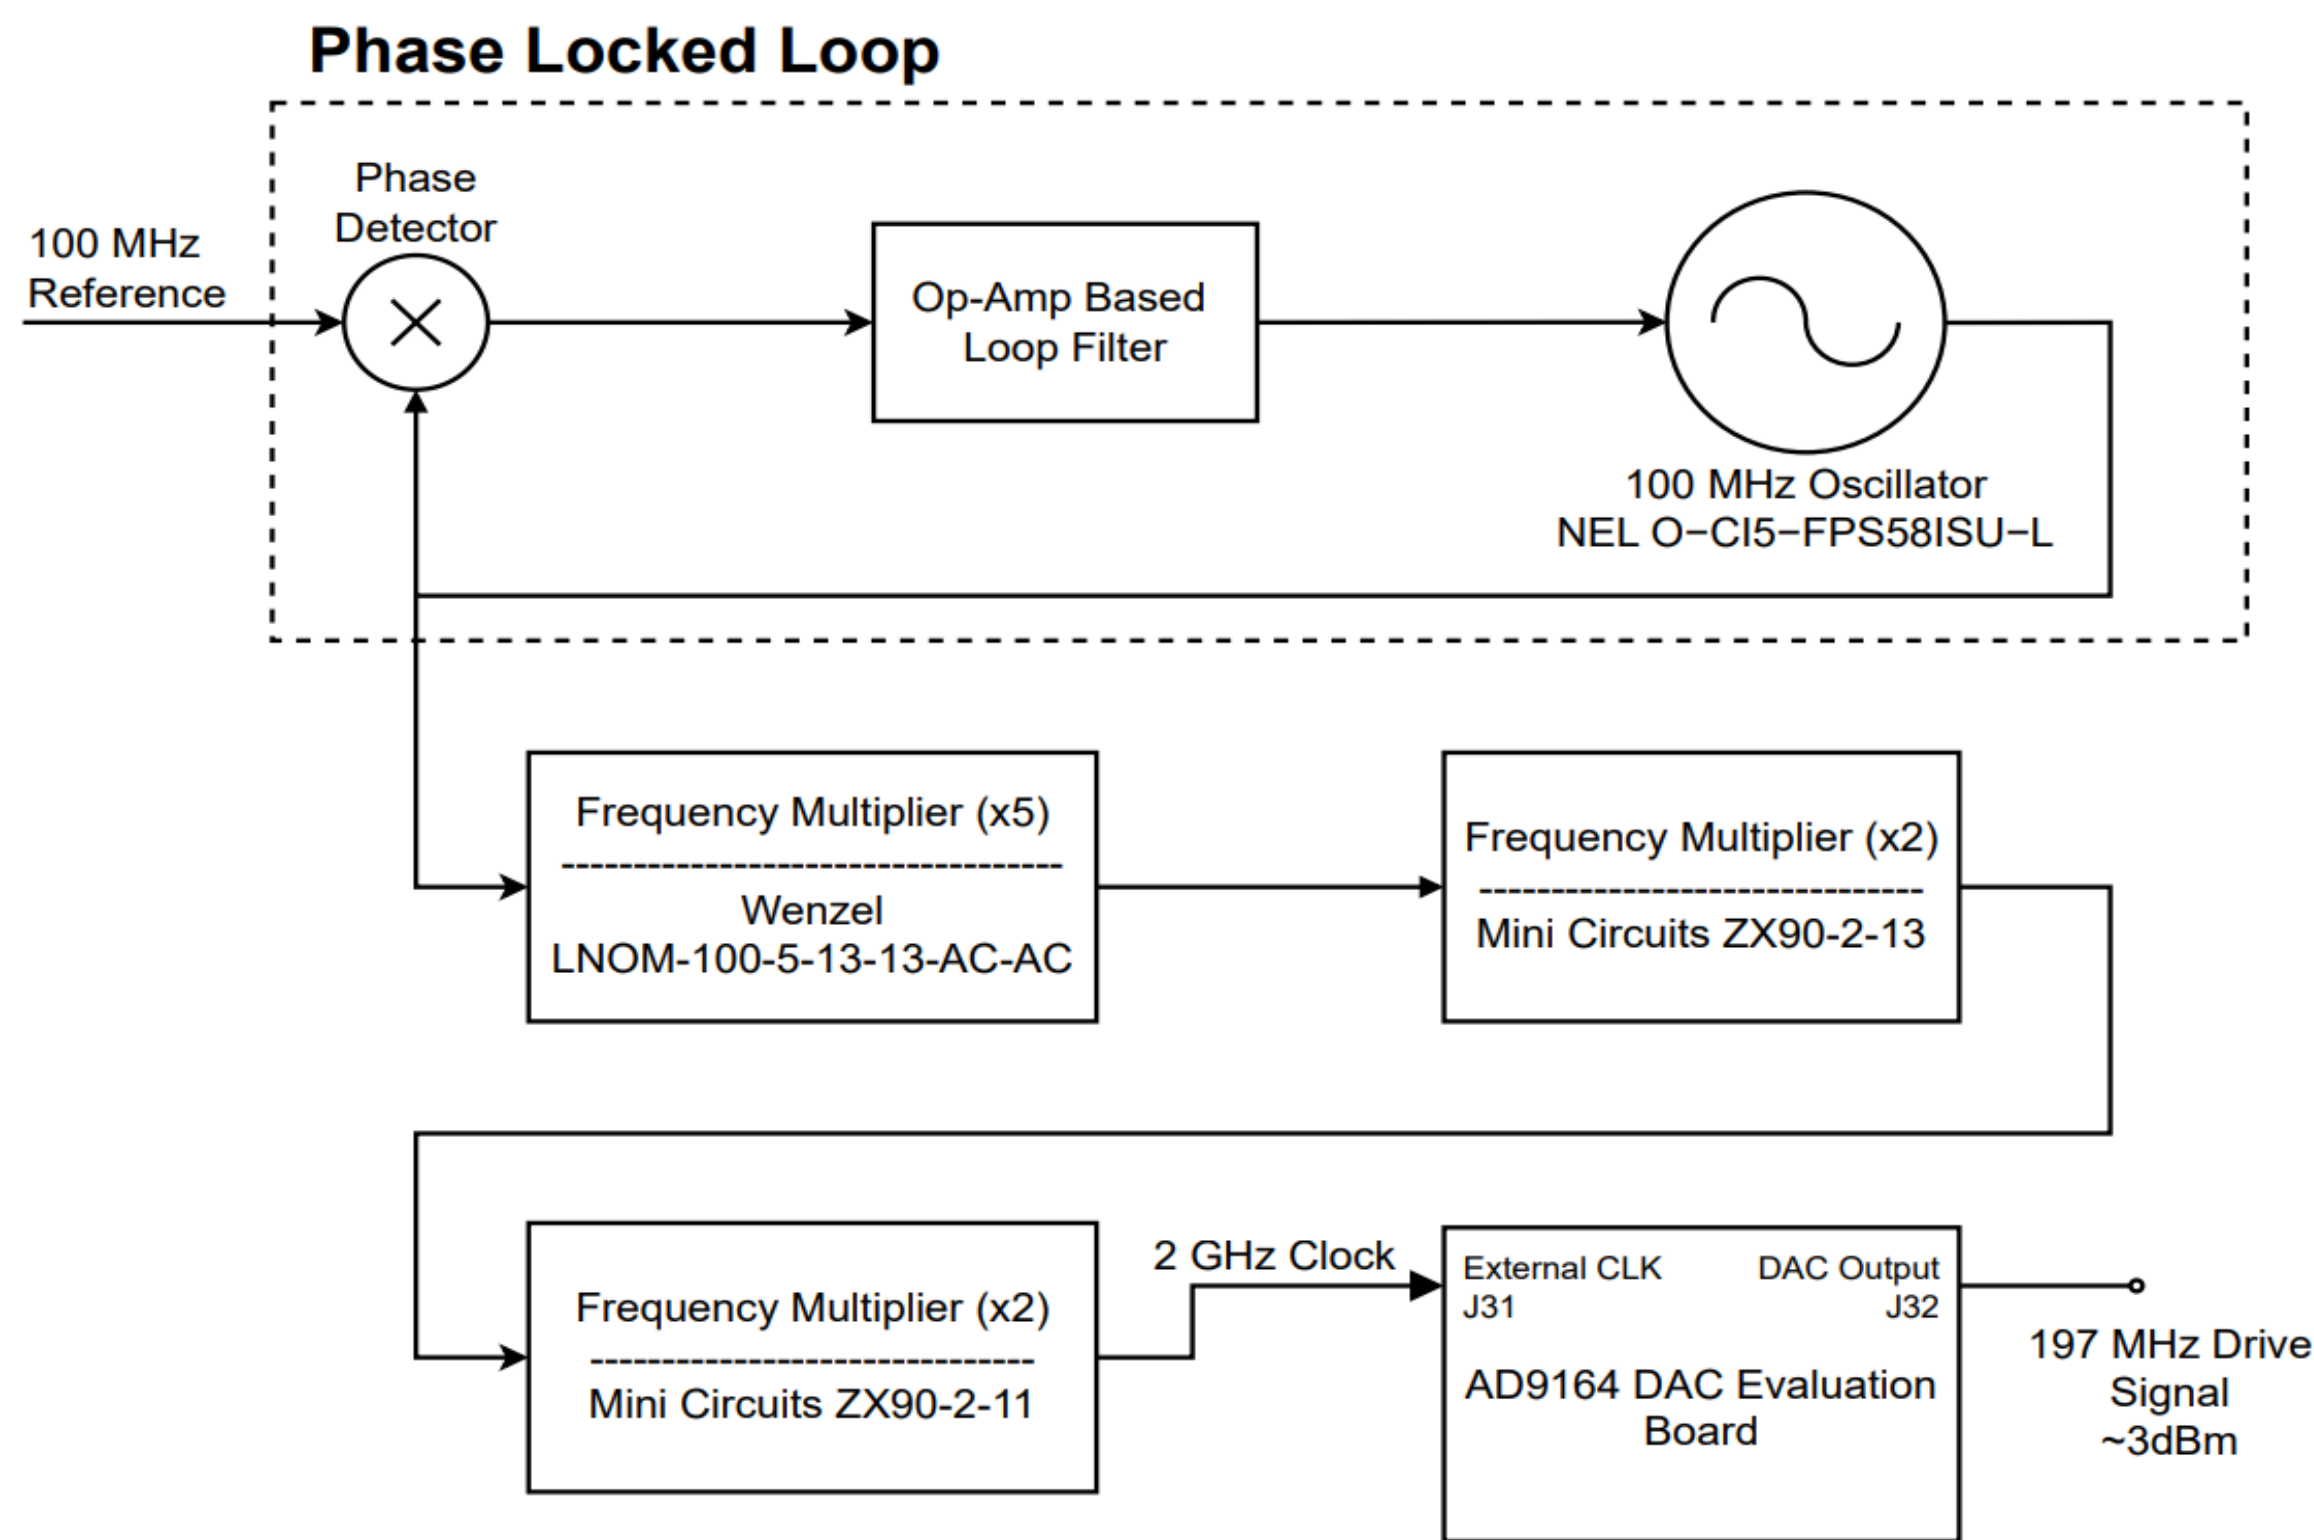 Phase Locked Loop
100 MHz
Reference
Phase
Detector
Op-Amp Based
Loop Filter
100 MHz Oscillator
NEL O−CI5−FPS58ISU−L
Frequency Multiplier (x5)
-----------------------------------
Wenzel
LNOM-100-5-13-13-AC-AC
Frequency Multiplier (x2)
-------------------------------
Mini Circuits ZX90-2-13
Frequency Multiplier (x2)
-------------------------------
Mini Circuits ZX90-2-11
2 GHz Clock
External CLK
J31
DAC Output
J32
AD9164 DAC Evaluation
Board
197 MHz Drive
Signal
~3dBm